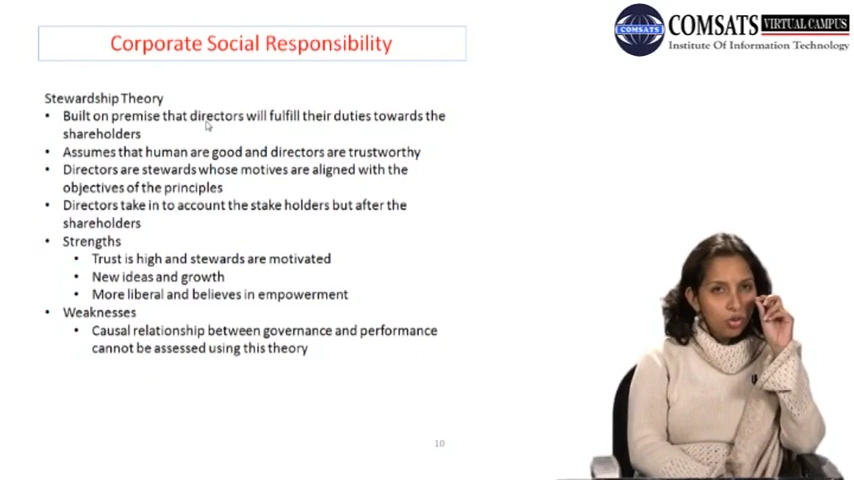 Corporate Social Responsibility
COMSATS VIRTUAL CAMPUS
Institute Of Information Technology
COMSATS
Stewardship Theory
• Built on premise that directors will fulfill their duties towards the
shareholders
• Assumes that human are good and directors are trustworthy
• Directors are stewards whose motives are aligned with the
objectives of the principles
• Directors take in to account the stake holders but after the
shareholders
• Strengths
• Trust is high and stewards are motivated
• New ideas and growth
• More liberal and believes in empowerment
• Weaknesses
• Causal relationship between governance and performance
cannot be assessed using this theory
10